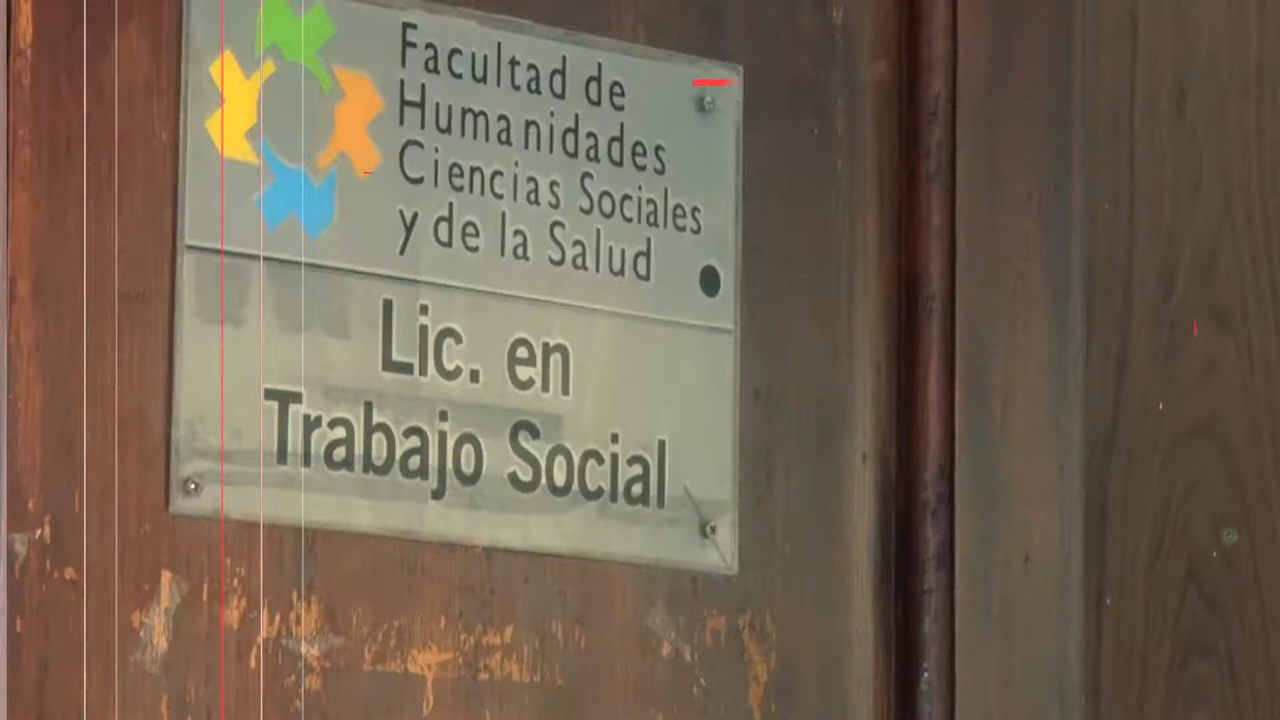 Facultad de
Humanidades
Ciencias Sociales
y de la Salud
Lic. en
Trabajo Social